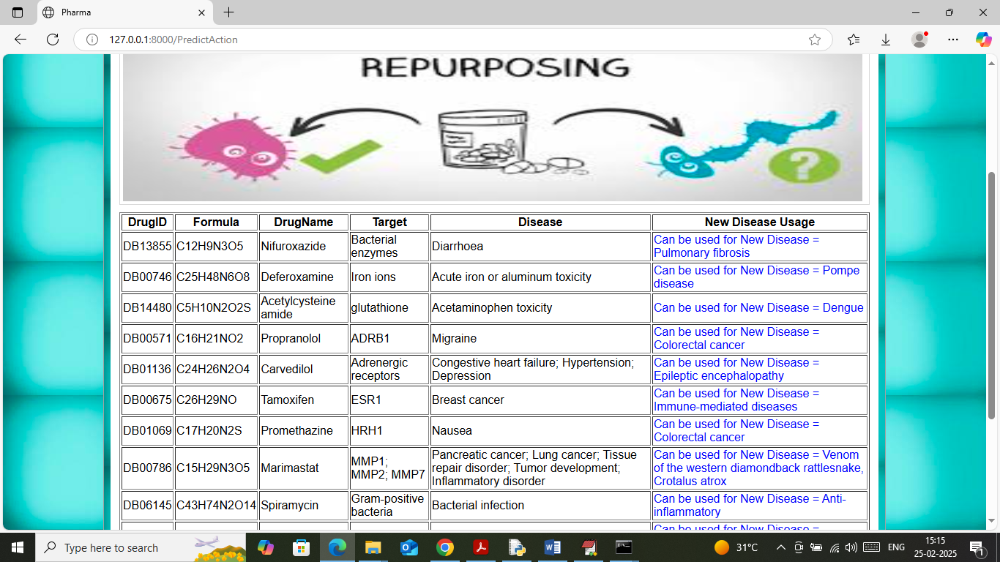 Pharma
127.0.0.1:8000/PredictAction
REPURPOSING
DrugID Formula DrugName Target Disease New Disease Usage
DB13855 C12H9N3O5 Nifuroxazide Bacterial enzymes Diarrhoea Can be used for New Disease = Pulmonary fibrosis
DB00746 C25H48N6O8 Deferoxamine Iron ions Acute iron or aluminum toxicity Can be used for New Disease = Pompe disease
DB14480 C5H10N2O2S Acetylcysteine amide glutathione Acetaminophen toxicity Can be used for New Disease = Dengue
DB00571 C16H21NO2 Propranolol ADRB1 Migraine Can be used for New Disease = Colorectal cancer
DB01136 C24H26N2O4 Carvedilol Adrenergic receptors Congestive heart failure; Hypertension; Depression Can be used for New Disease = Epileptic encephalopathy
DB00675 C26H29NO Tamoxifen ESR1 Breast cancer Can be used for New Disease = Immune-mediated diseases
DB01069 C17H20N2S Promethazine HRH1 Nausea Can be used for New Disease = Colorectal cancer
DB00786 C15H29N3O5 Marimastat MMP1; MMP2; MMP7 Pancreatic cancer; Lung cancer; Tissue repair disorder; Tumor development; Inflammatory disorder Can be used for New Disease = Venom of the western diamondback rattlesnake, Crotalus atrox
DB06145 C43H74N2O14 Spiramycin Gram-positive bacteria Bacterial infection Can be used for New Disease = Anti-inflammatory
Can be used for New Disease =
Type here to search
31°C
ENG
15:15
25-02-2025
1